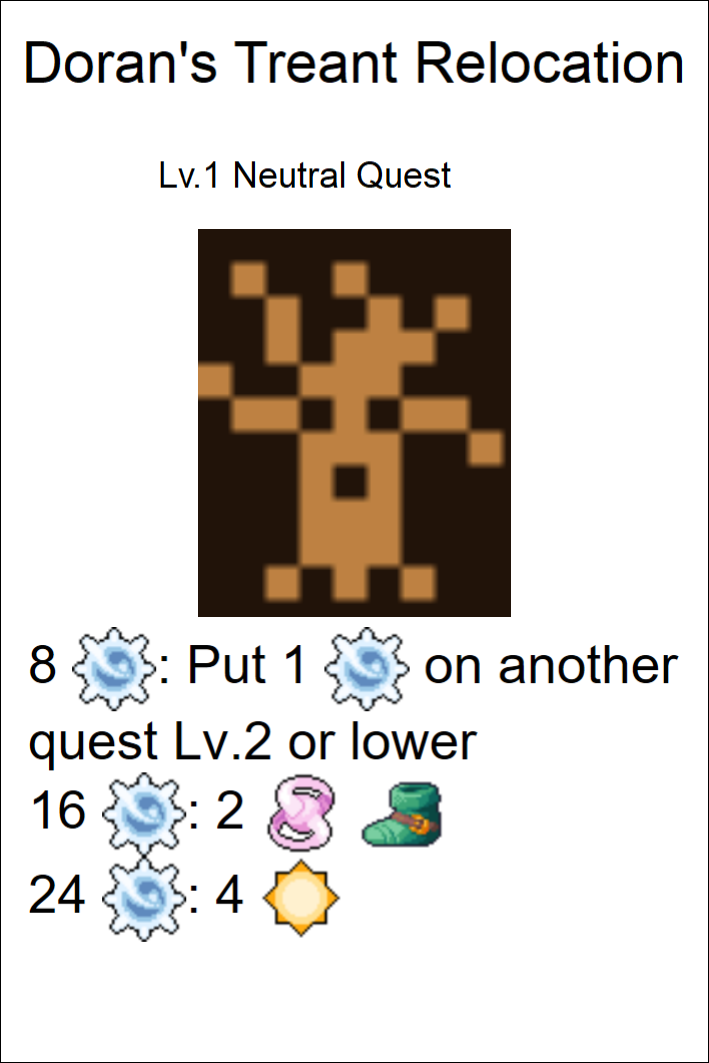 Doran's Treant Relocation
Lv.1 Neutral Quest
8 : Put 1 on another
quest Lv.2 or lower
16 : 2
24 : 4